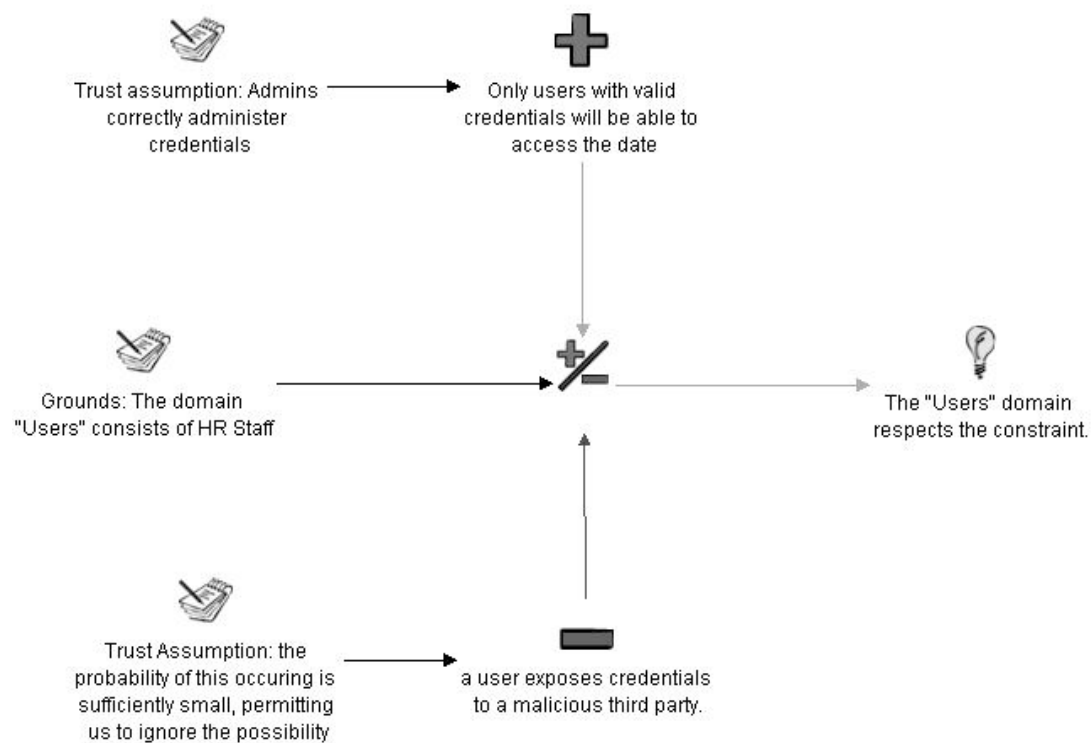 Trust assumption: Admins
correctly administer
credentials
Only users with valid
credentials will be able to
access the date
Grounds: The domain
"Users" consists of HR Staff
The "Users" domain
respects the constraint.
Trust Assumption: the
probability of this occuring is
sufficiently small, permitting
us to ignore the possibility
a user exposes credentials
to a malicious third party.